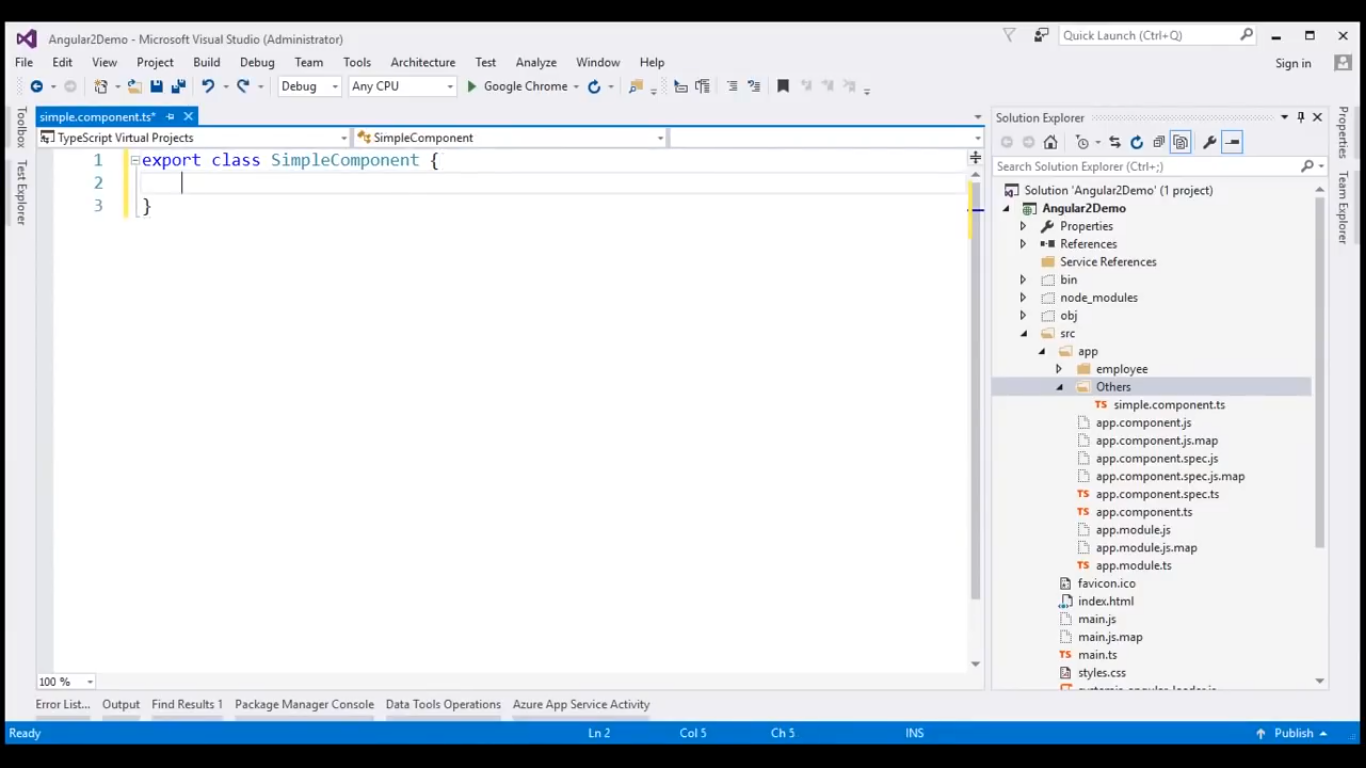 Angular2Demo - Microsoft Visual Studio (Administrator)
Quick Launch (Ctrl+Q)
File Edit View Project Build Debug Team Tools Architecture Test Analyze Window Help
Sign in
Debug Any CPU Google Chrome
Toolbox
Test Explorer
simple.component.ts*
TypeScript Virtual Projects SimpleComponent
1 export class SimpleComponent {
2
3 }
100 %
Solution Explorer
Search Solution Explorer (Ctrl+;)
Solution 'Angular2Demo' (1 project)
Angular2Demo
Properties
References
Service References
bin
node_modules
obj
src
app
employee
Others
TS simple.component.ts
app.component.js
app.component.js.map
app.component.spec.js
app.component.spec.js.map
TS app.component.spec.ts
TS app.component.ts
app.module.js
app.module.js.map
TS app.module.ts
favicon.ico
index.html
main.js
main.js.map
TS main.ts
styles.css
Properties
Team Explorer
Error List... Output Find Results 1 Package Manager Console Data Tools Operations Azure App Service Activity
Ready Ln 2 Col 5 Ch 5 INS Publish